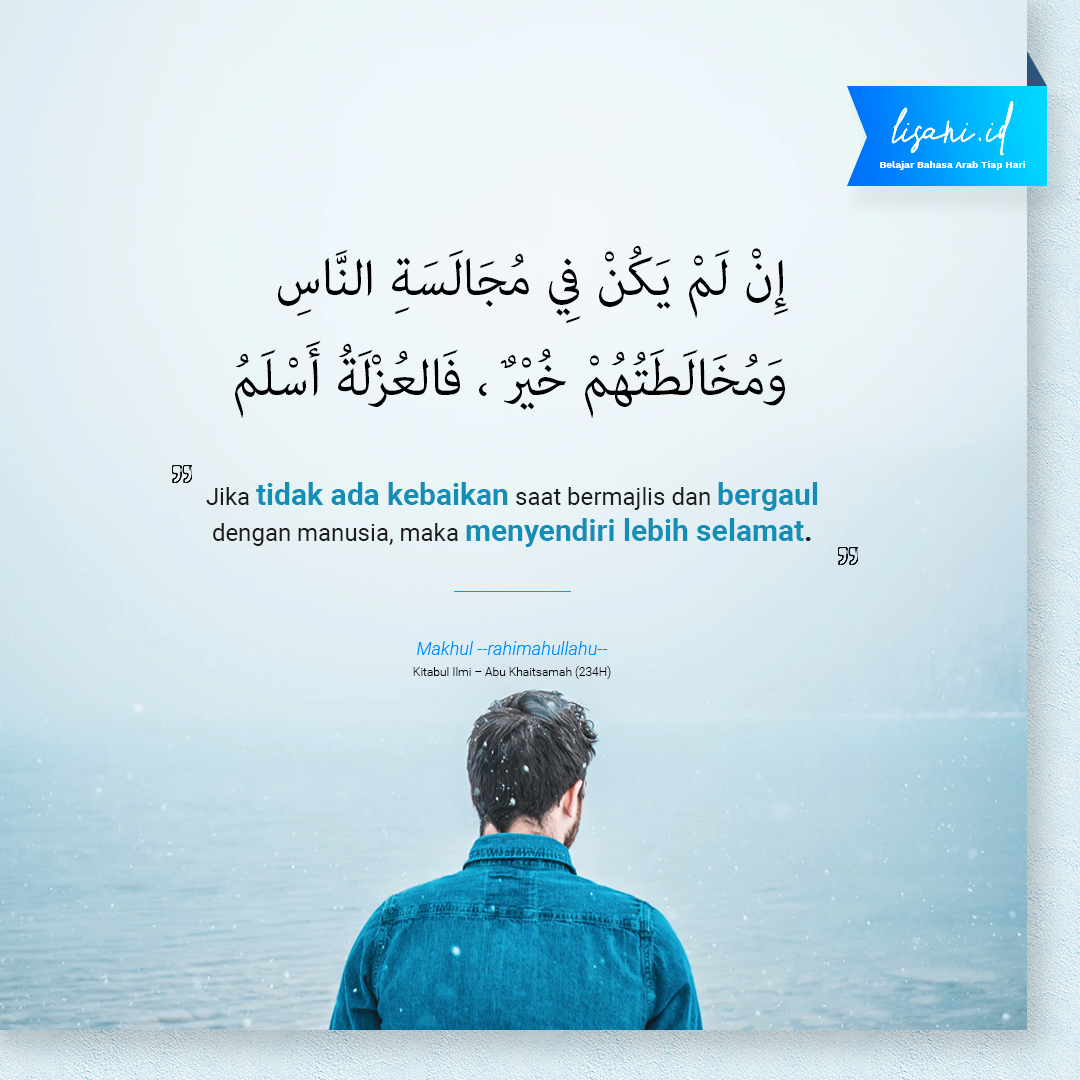 lisani.id
Belajar Bahasa Arab Tiap Hari
إِنْ لَمْ يَكُنْ فِي مُجَالَسَةِ النَّاسِ
وَمُخَالَطَتُهُمْ خُيْرٌ ، فَالعُزْلَةُ أَسْلَمُ
Jika tidak ada kebaikan saat bermajlis dan bergaul
dengan manusia, maka menyendiri lebih selamat.
Makhul --rahimahullahu--
Kitabul Ilmi – Abu Khaitsamah (234H)